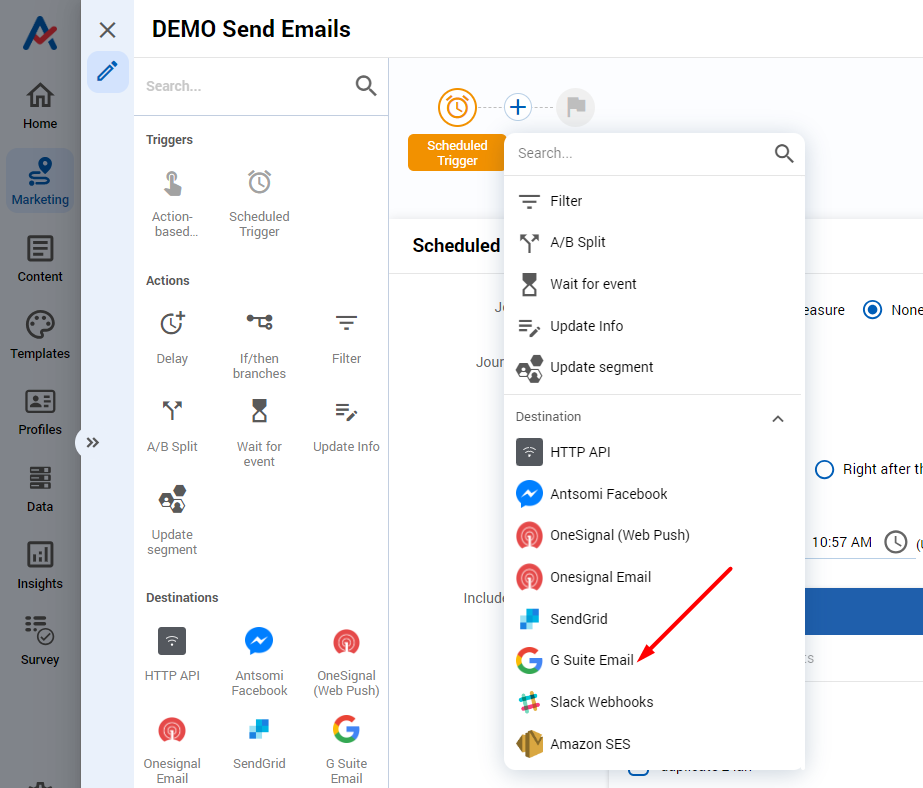 DEMO Send Emails
Home
Marketing
Content
Templates
Profiles
Data
Insights
Survey
Search...
Triggers
Action-
based...
Scheduled
Trigger
Actions
Delay
If/then
branches
Filter
A/B Split
Wait for
event
Update Info
Update
segment
Destinations
HTTP API
Antsomi
Facebook
OneSignal
(Web Push)
Onesignal
Email
SendGrid
G Suite
Email
Scheduled
Trigger
Scheduled
Jour
Include
Search...
Filter
A/B Split
Wait for event
Update Info
Update segment
Destination
HTTP API
Antsomi Facebook
OneSignal (Web Push)
Onesignal Email
SendGrid
G Suite Email
Slack Webhooks
Amazon SES
easure
None
Right after th
10:57 AM